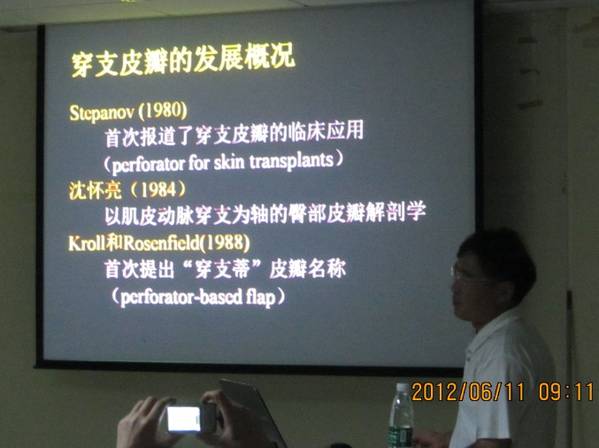 穿支皮瓣的发展概况
Stepanov (1980)
首次报道了穿支皮瓣的临床应用
（perforator for skin transplants）
沈怀亮（1984）
以肌皮动脉穿支为轴的臀部皮瓣解剖学
Kroll和Rosenfield(1988)
首次提出“穿支蒂”皮瓣名称
（perforator-based flap）
2012/06/11 09:11